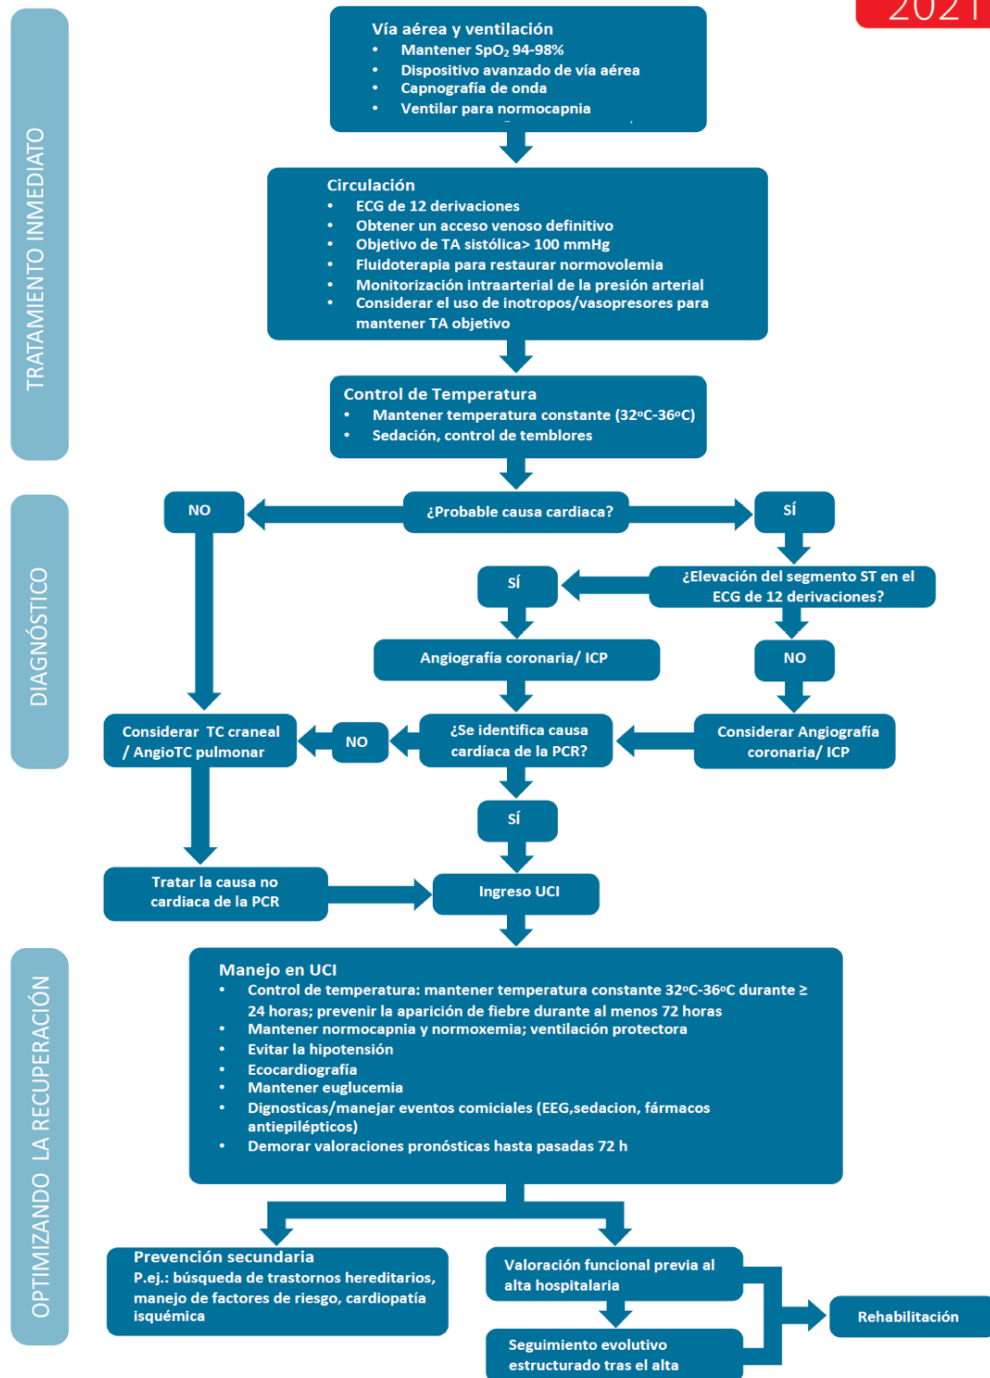 2021
TRATAMIENTO INMEDIATO
Vía aérea y ventilación
• Mantener SpO₂ 94-98%
• Dispositivo avanzado de vía aérea
• Capnografía de onda
• Ventilar para normocapnia
Circulación
• ECG de 12 derivaciones
• Obtener un acceso venoso definitivo
• Objetivo de TA sistólica> 100 mmHg
• Fluidoterapia para restaurar normovolemia
• Monitorización intraarterial de la presión arterial
• Considerar el uso de inotropos/vasopresores para
mantener TA objetivo
Control de Temperatura
• Mantener temperatura constante (32ºC-36ºC)
• Sedación, control de temblores
DIAGNÓSTICO
NO
¿Probable causa cardiaca?
SÍ
SÍ
¿Elevación del segmento ST en el
ECG de 12 derivaciones?
Angiografía coronaria/ ICP
NO
Considerar TC craneal
/ AngioTC pulmonar
NO
¿Se identifica causa
cardíaca de la PCR?
Considerar Angiografía
coronaria/ ICP
SÍ
Tratar la causa no
cardiaca de la PCR
Ingreso UCI
OPTIMIZANDO LA RECUPERACIÓN
Manejo en UCI
• Control de temperatura: mantener temperatura constante 32ºC-36ºC durante ≥
24 horas; prevenir la aparición de fiebre durante al menos 72 horas
• Mantener normocapnia y normoxemia; ventilación protectora
• Evitar la hipotensión
• Ecocardiografía
• Mantener euglucemia
• Dignosticas/manejar eventos comiciales (EEG,sedacion, fármacos
antiepilépticos)
• Demorar valoraciones pronósticas hasta pasadas 72 h
Prevención secundaria
P.ej.: búsqueda de trastornos hereditarios,
manejo de factores de riesgo, cardiopatía
isquémica
Valoración funcional previa al
alta hospitalaria
Seguimiento evolutivo
estructurado tras el alta
Rehabilitación